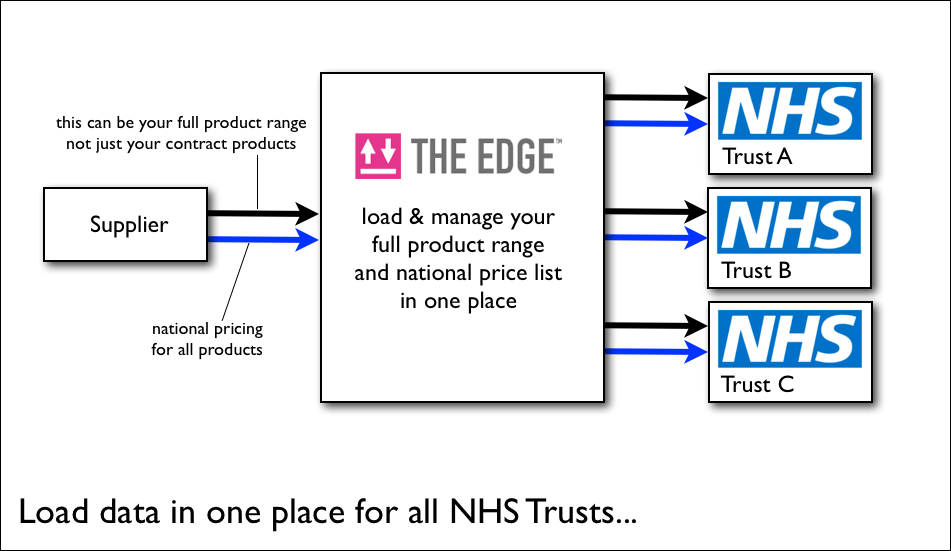 this can be your full product range
not just your contract products
Supplier
national pricing
for all products
THE EDGE™
load & manage your
full product range
and national price list
in one place
NHS
Trust A
NHS
Trust B
NHS
Trust C
Load data in one place for all NHS Trusts...